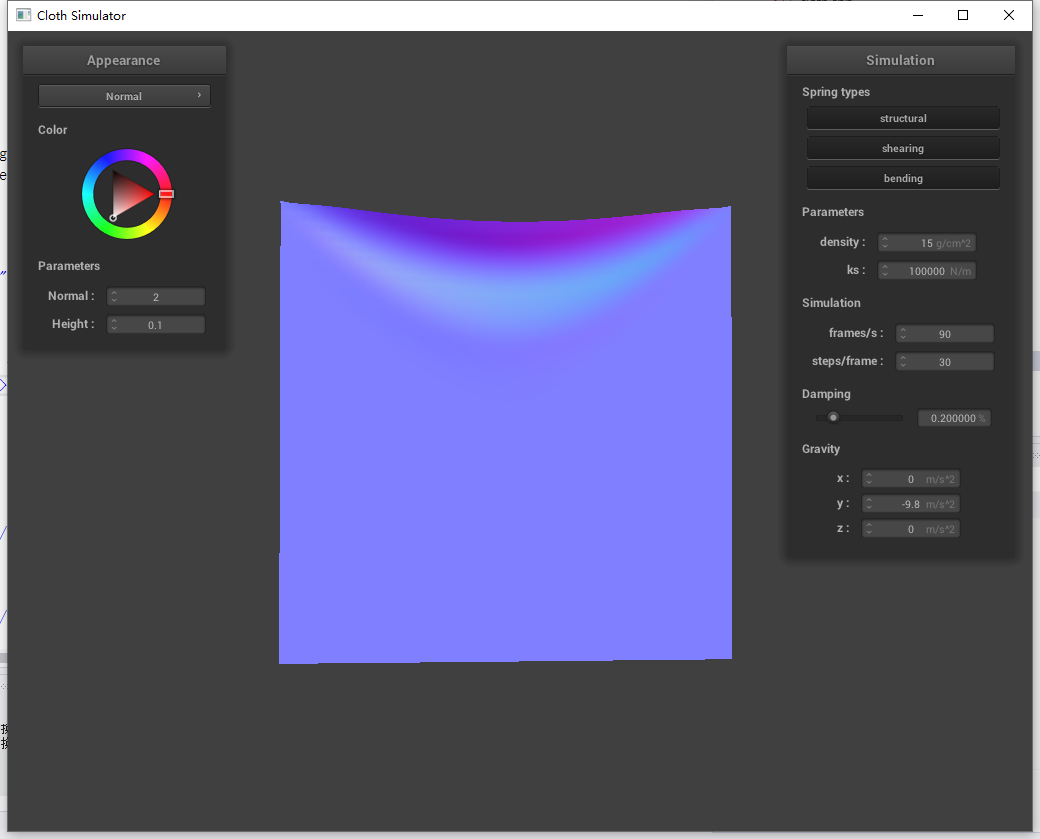 Cloth Simulator
Appearance
Normal
Color
Parameters
Normal : 2
Height : 0.1
Simulation
Spring types
structural
shearing
bending
Parameters
density : 15 g/cm^2
ks : 100000 N/m
Simulation
frames/s : 90
steps/frame : 30
Damping
0.200000 %
Gravity
x : 0 m/s^2
y : -9.8 m/s^2
z : 0 m/s^2